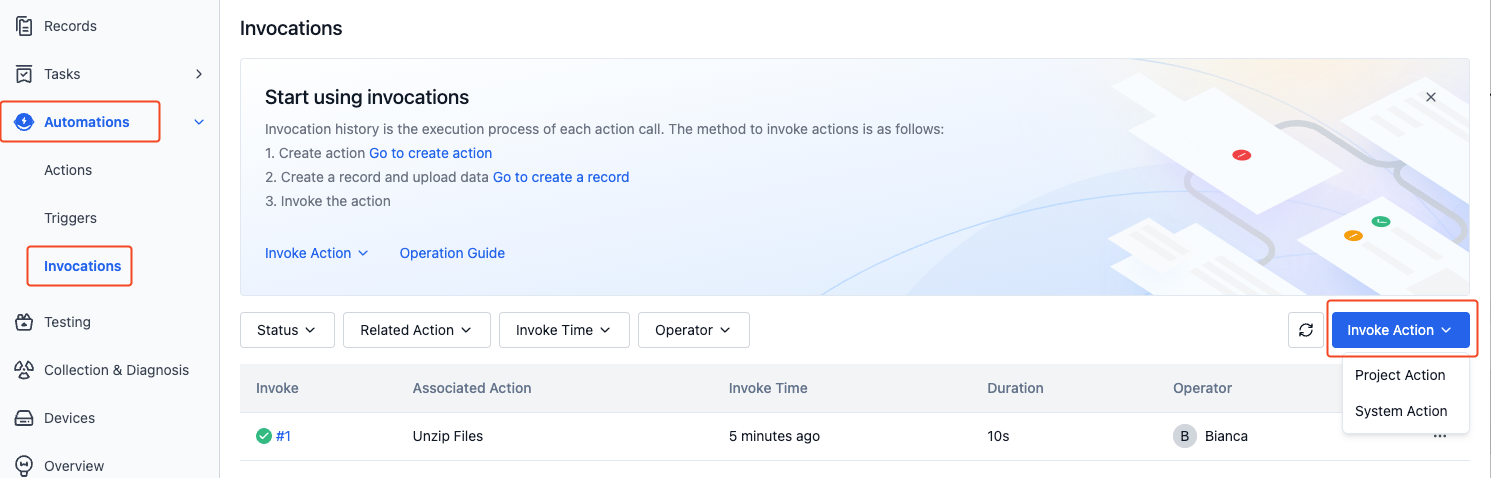 Records
Tasks
Automations
Actions
Triggers
Invocations
Testing
Collection & Diagnosis
Devices
Overview
Invocations
Start using invocations
Invocation history is the execution process of each action call. The method to invoke actions is as follows:
1. Create action Go to create action
2. Create a record and upload data Go to create a record
3. Invoke the action
Invoke Action Operation Guide
Status Related Action Invoke Time Operator Invoke Action
Project Action
System Action
Invoke Associated Action Invoke Time Duration Operator
#1 Unzip Files 5 minutes ago 10s B Bianca ...